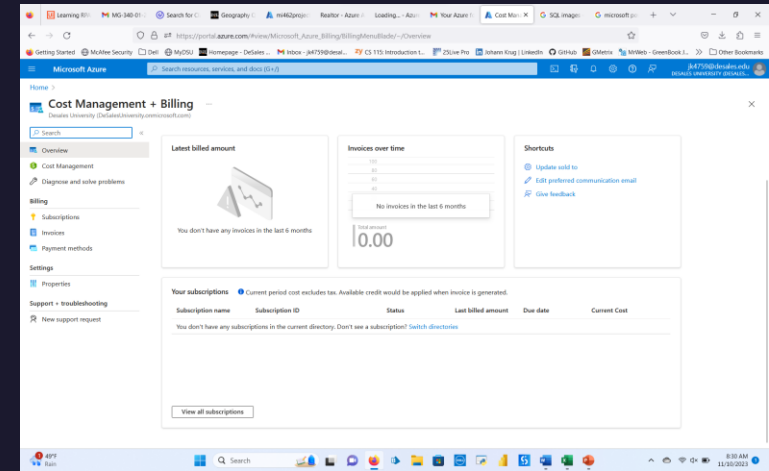 Learning RPA
MG-340-01
Search for C
Geography
mi462projec
Realtor - Azure
Loading... - Azure
My Your Azure f
Cost Man
SQL images
G microsoft po
https://portal.azure.com/#view/Microsoft_Azure_Billing/BillingMenuBlade/~/Overview
Getting Started
McAfee Security
Dell
MyDSU
Homepage - DeSales ...
Inbox - jk4759@desal...
CS 115: Introduction t...
25Live Pro
Johann Krug | LinkedIn
GitHub
GMetrix
MrWeb - GreenBook J...
Other Bookmarks
Microsoft Azure
Search resources, services, and docs (G+/)
jk4759@desales.edu
DESALES UNIVERSITY (DESALES...
Home >
Cost Management + Billing ...
Desales University (DeSalesUniversity.onmicrosoft.com)
Search
Overview
Cost Management
Diagnose and solve problems
Billing
Subscriptions
Invoices
Payment methods
Settings
Properties
Support + troubleshooting
New support request
Latest billed amount
You don't have any invoices in the last 6 months
Invoices over time
100
80
60
40
No invoices in the last 6 months
Total amount
0.00
Shortcuts
Update sold to
Edit preferred communication email
Give feedback
Your subscriptions
Current period cost excludes tax. Available credit would be applied when invoice is generated.
Subscription name
Subscription ID
Status
Last billed amount
Due date
Current Cost
You don't have any subscriptions in the current directory. Don't see a subscription? Switch directories
View all subscriptions
49°F
Rain
Search
8:30 AM
11/10/2023